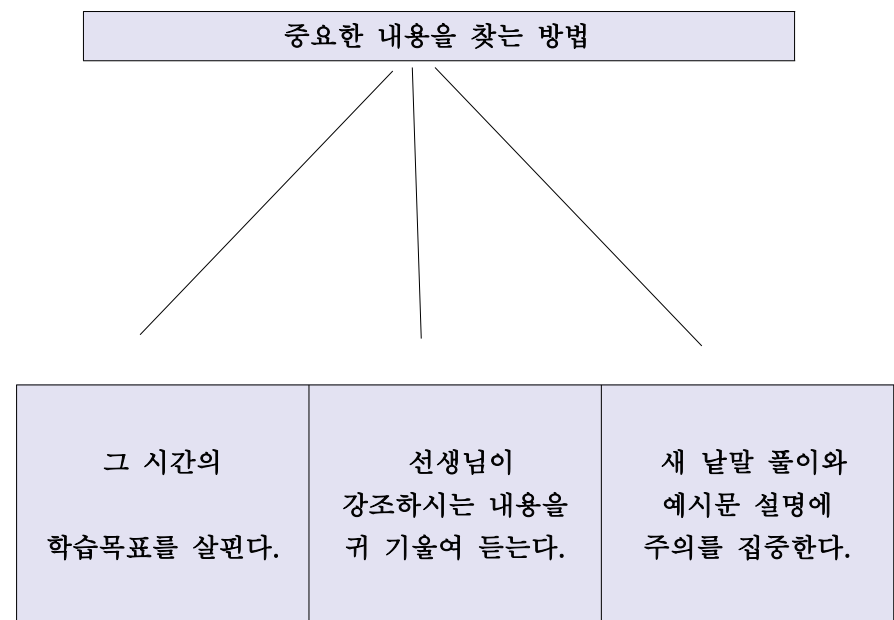 중요한 내용을 찾는 방법
그 시간의
학습목표를 살핀다.
선생님이
강조하시는 내용을
귀 기울여 듣는다.
새 낱말 풀이와
예시문 설명에
주의를 집중한다.